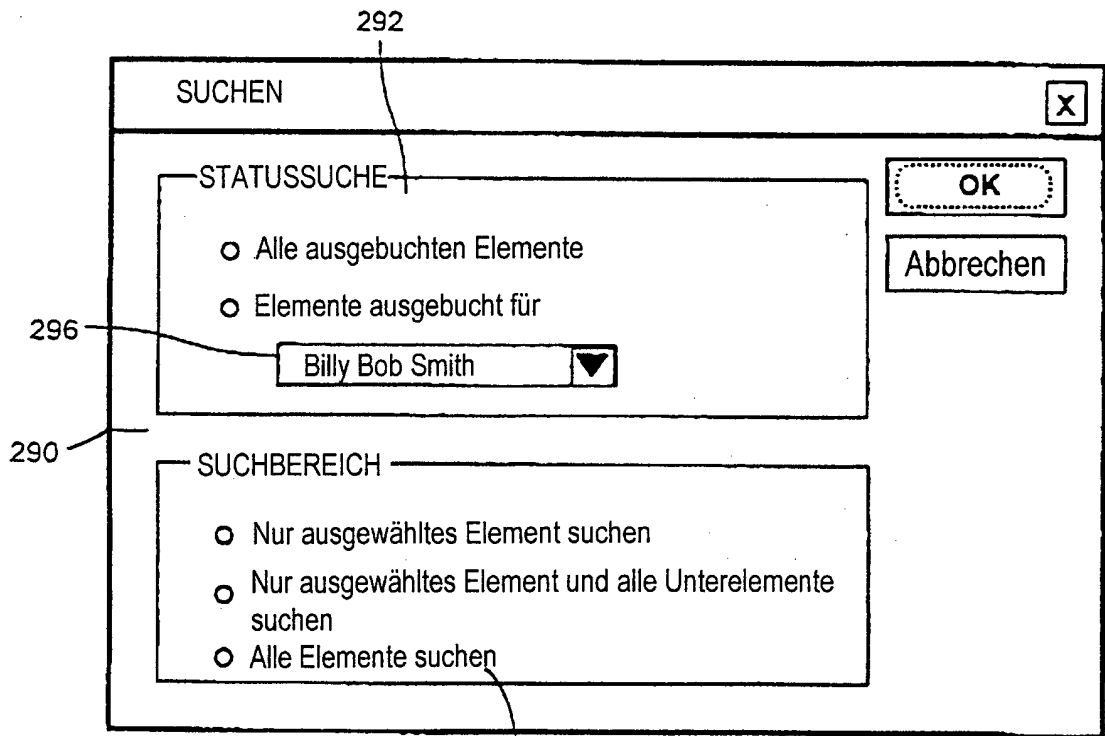 292
SUCHEN
X
STATUSSUCHE
OK
Alle ausgebuchten Elemente
Abbrechen
Elemente ausgebucht für
296
Billy Bob Smith
290
SUCHBEREICH
Nur ausgewähltes Element suchen
Nur ausgewähltes Element und alle Unterelemente
suchen
Alle Elemente suchen